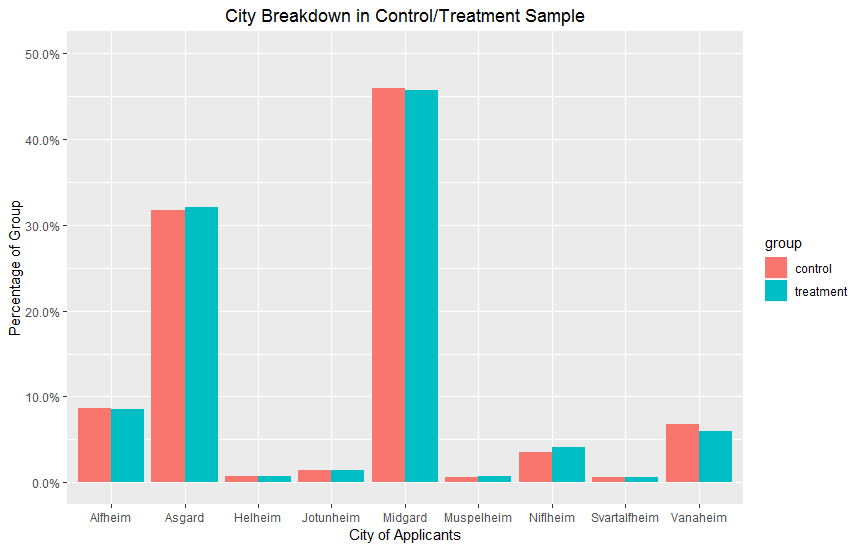 City Breakdown in Control/Treatment Sample
50.0%
40.0%
30.0%
20.0%
10.0%
0.0%
Percentage of Group
Alfheim Asgard Helheim Jotunheim Midgard Muspelheim Niflheim Svartalfheim Vanaheim
City of Applicants
group
control
treatment